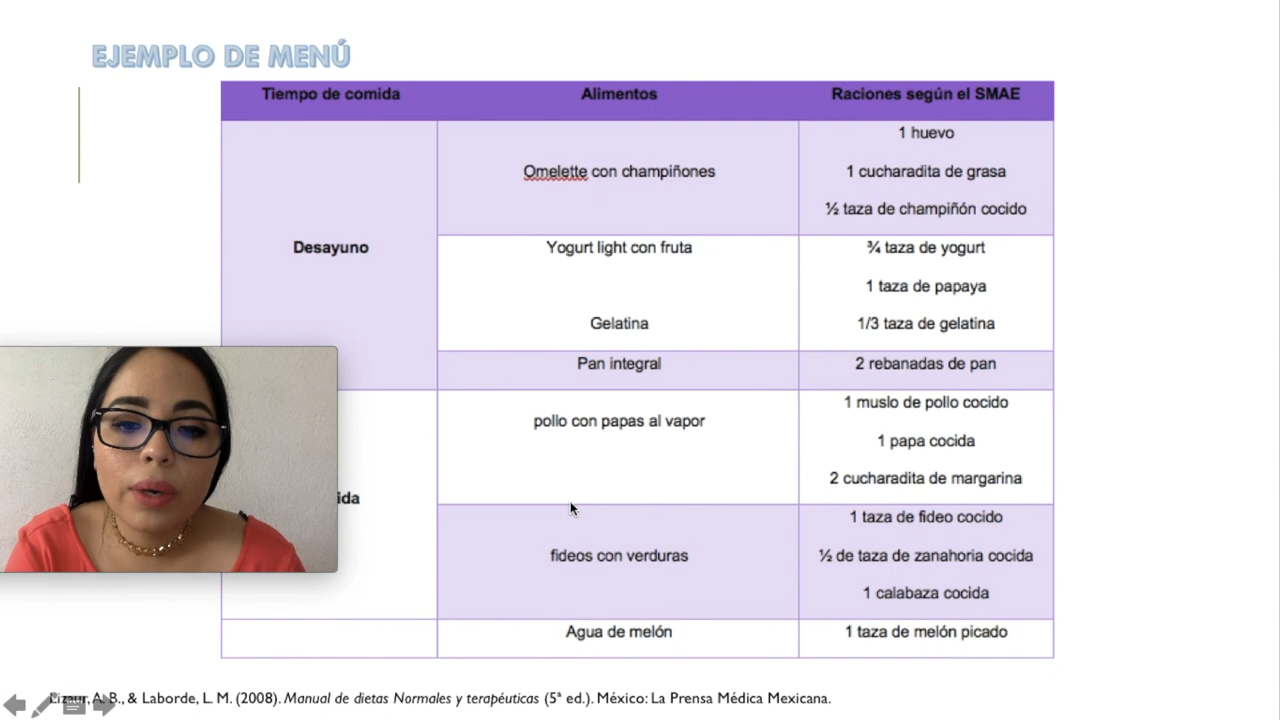 EJEMPLO DE MENÚ
Tiempo de comida Alimentos Raciones según el SMAE
Desayuno
Omelette con champiñones
1 huevo
1 cucharadita de grasa
½ taza de champiñón cocido
Yogurt light con fruta
Gelatina
¾ taza de yogurt
1 taza de papaya
1/3 taza de gelatina
Pan integral
2 rebanadas de pan
ida
pollo con papas al vapor
1 muslo de pollo cocido
1 papa cocida
2 cucharadita de margarina
fideos con verduras
1 taza de fideo cocido
½ de taza de zanahoria cocida
1 calabaza cocida
Agua de melón
1 taza de melón picado
A. B., & Laborde, L. M. (2008). Manual de dietas Normales y terapéuticas (5ª ed.). México: La Prensa Médica Mexicana.